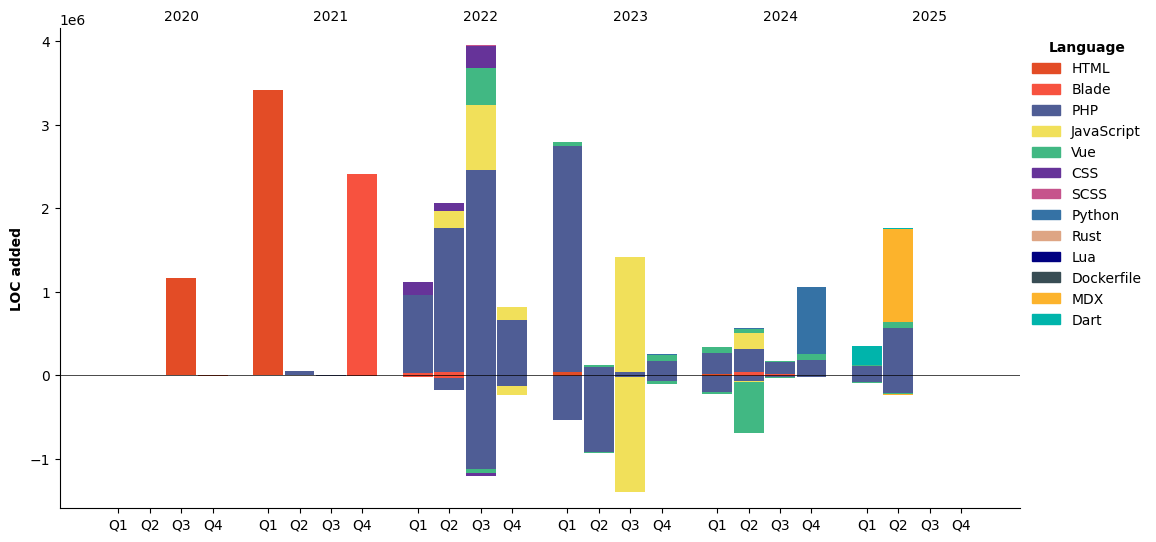 1e6
2020 2021 2022 2023 2024 2025
4
3
2
1
0
−1
LOC added
Q1 Q2 Q3 Q4 Q1 Q2 Q3 Q4 Q1 Q2 Q3 Q4 Q1 Q2 Q3 Q4 Q1 Q2 Q3 Q4 Q1 Q2 Q3 Q4
Language
HTML
Blade
PHP
JavaScript
Vue
CSS
SCSS
Python
Rust
Lua
Dockerfile
MDX
Dart